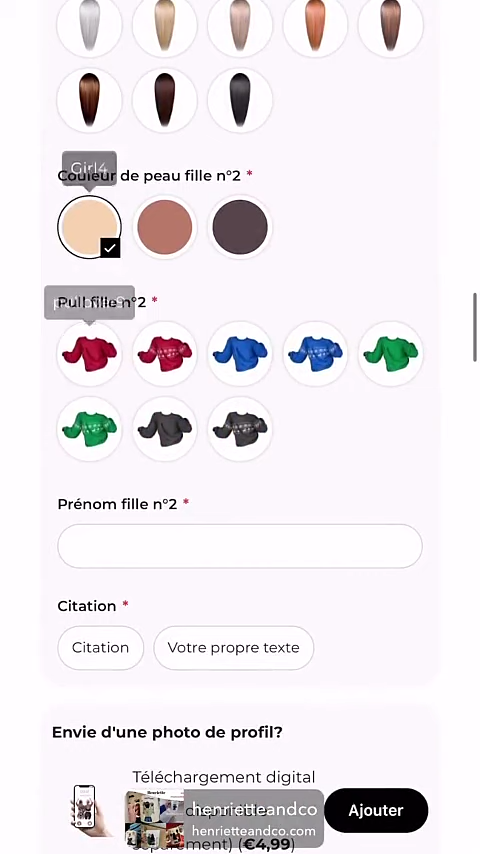 Girl4
Couleur de peau fille n°2 *
Pull fille n°2 *
Prénom fille n°2 *
Citation *
Citation
Votre propre texte
Envie d'une photo de profil?
Téléchargement digital
henrietteandco
Ajouter
henrietteandco.com
(€4,99)